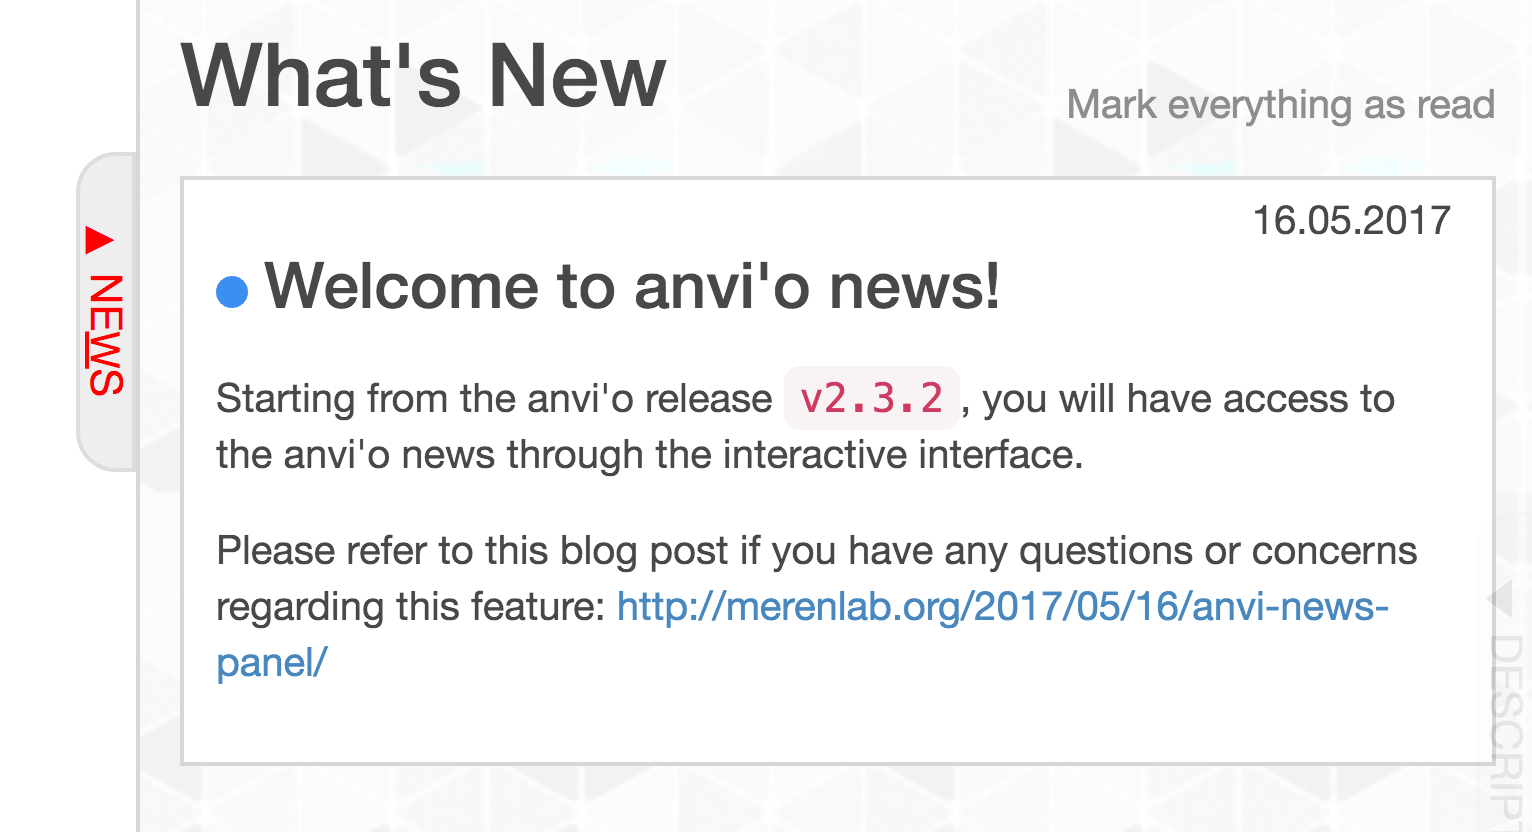 What's New
Mark everything as read
▲ NEWS
16.05.2017
Welcome to anvi'o news!
Starting from the anvi'o release v2.3.2, you will have access to
the anvi'o news through the interactive interface.
Please refer to this blog post if you have any questions or concerns
regarding this feature: http://merenlab.org/2017/05/16/anvi-news-
panel/
DESCRIPT